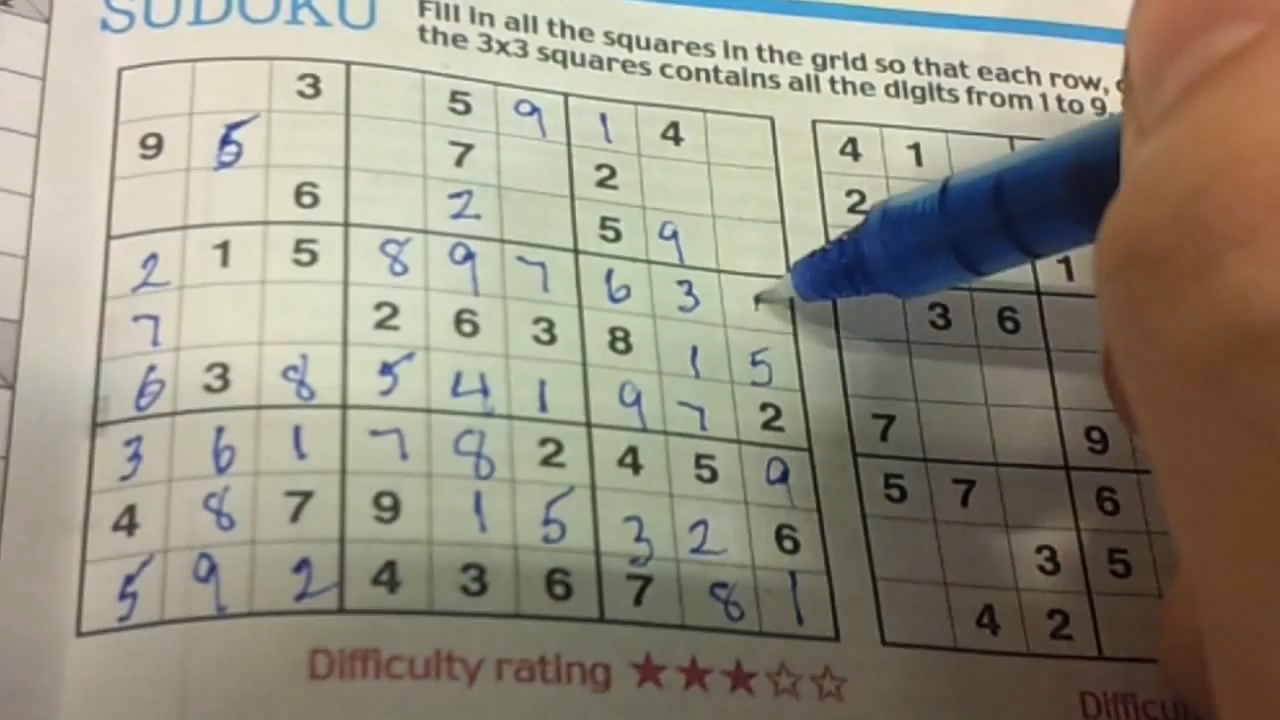 SUDOKU
Fill in all the squares in the grid so that each row,
the 3x3 squares contains all the digits from 1 to 9.
3 5 9 1 4
9 5 7 2
6 2 5 9
2 1 5 8 9 7 6 3
7 2 6 3 8 1 5
6 3 8 5 4 1 9 7 2
3 6 1 7 8 2 4 5 9
4 8 7 9 1 5 3 2 6
5 9 2 4 3 6 7 8 1
Difficulty rating
4 1
2
1
3 6
7 9
5 7 6
3 5
4 2